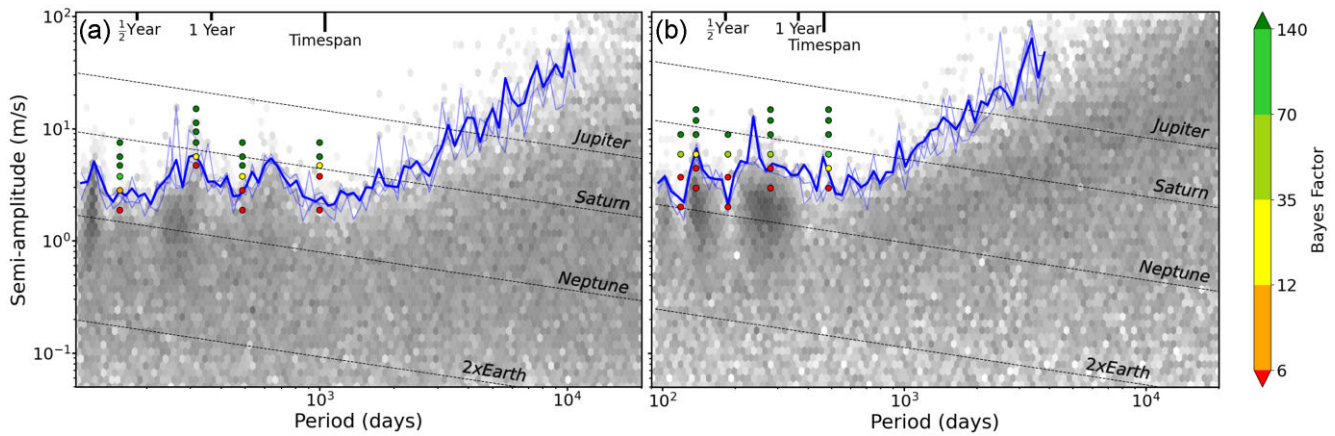 (a)
½Year
1 Year
Timespan
10²
10¹
10⁰
10⁻¹
Semi-amplitude (m/s)
Jupiter
Saturn
Neptune
2xEarth
10³
10⁴
Period (days)
(b)
½Year
1 Year
Timespan
Jupiter
Saturn
Neptune
2xEarth
10²
10³
10⁴
Period (days)
140
70
35
12
6
Bayes Factor